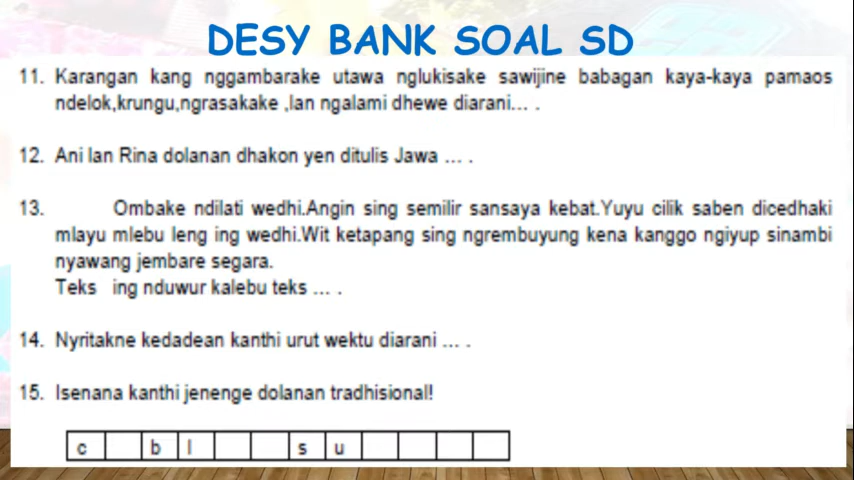 DESY BANK SOAL SD
11. Karangan kang nggambarake utawa nglukisake sawijine babagan kaya-kaya pamaos
ndelok,krungu,ngrasakake ,lan ngalami dhewe diarani... .
12. Ani lan Rina dolanan dhakon yen ditulis Jawa ... .
13. Ombake ndilati wedhi.Angin sing semilir sansaya kebat.Yuyu cilik saben dicedhaki
mlayu mlebu leng ing wedhi.Wit ketapang sing ngrembuyung kena kanggo ngiyup sinambi
nyawang jembare segara.
Teks ing nduwur kalebu teks ... .
14. Nyritakne kedadean kanthi urut wektu diarani ... .
15. Isenana kanthi jenenge dolanan tradhisional!
c b l s u